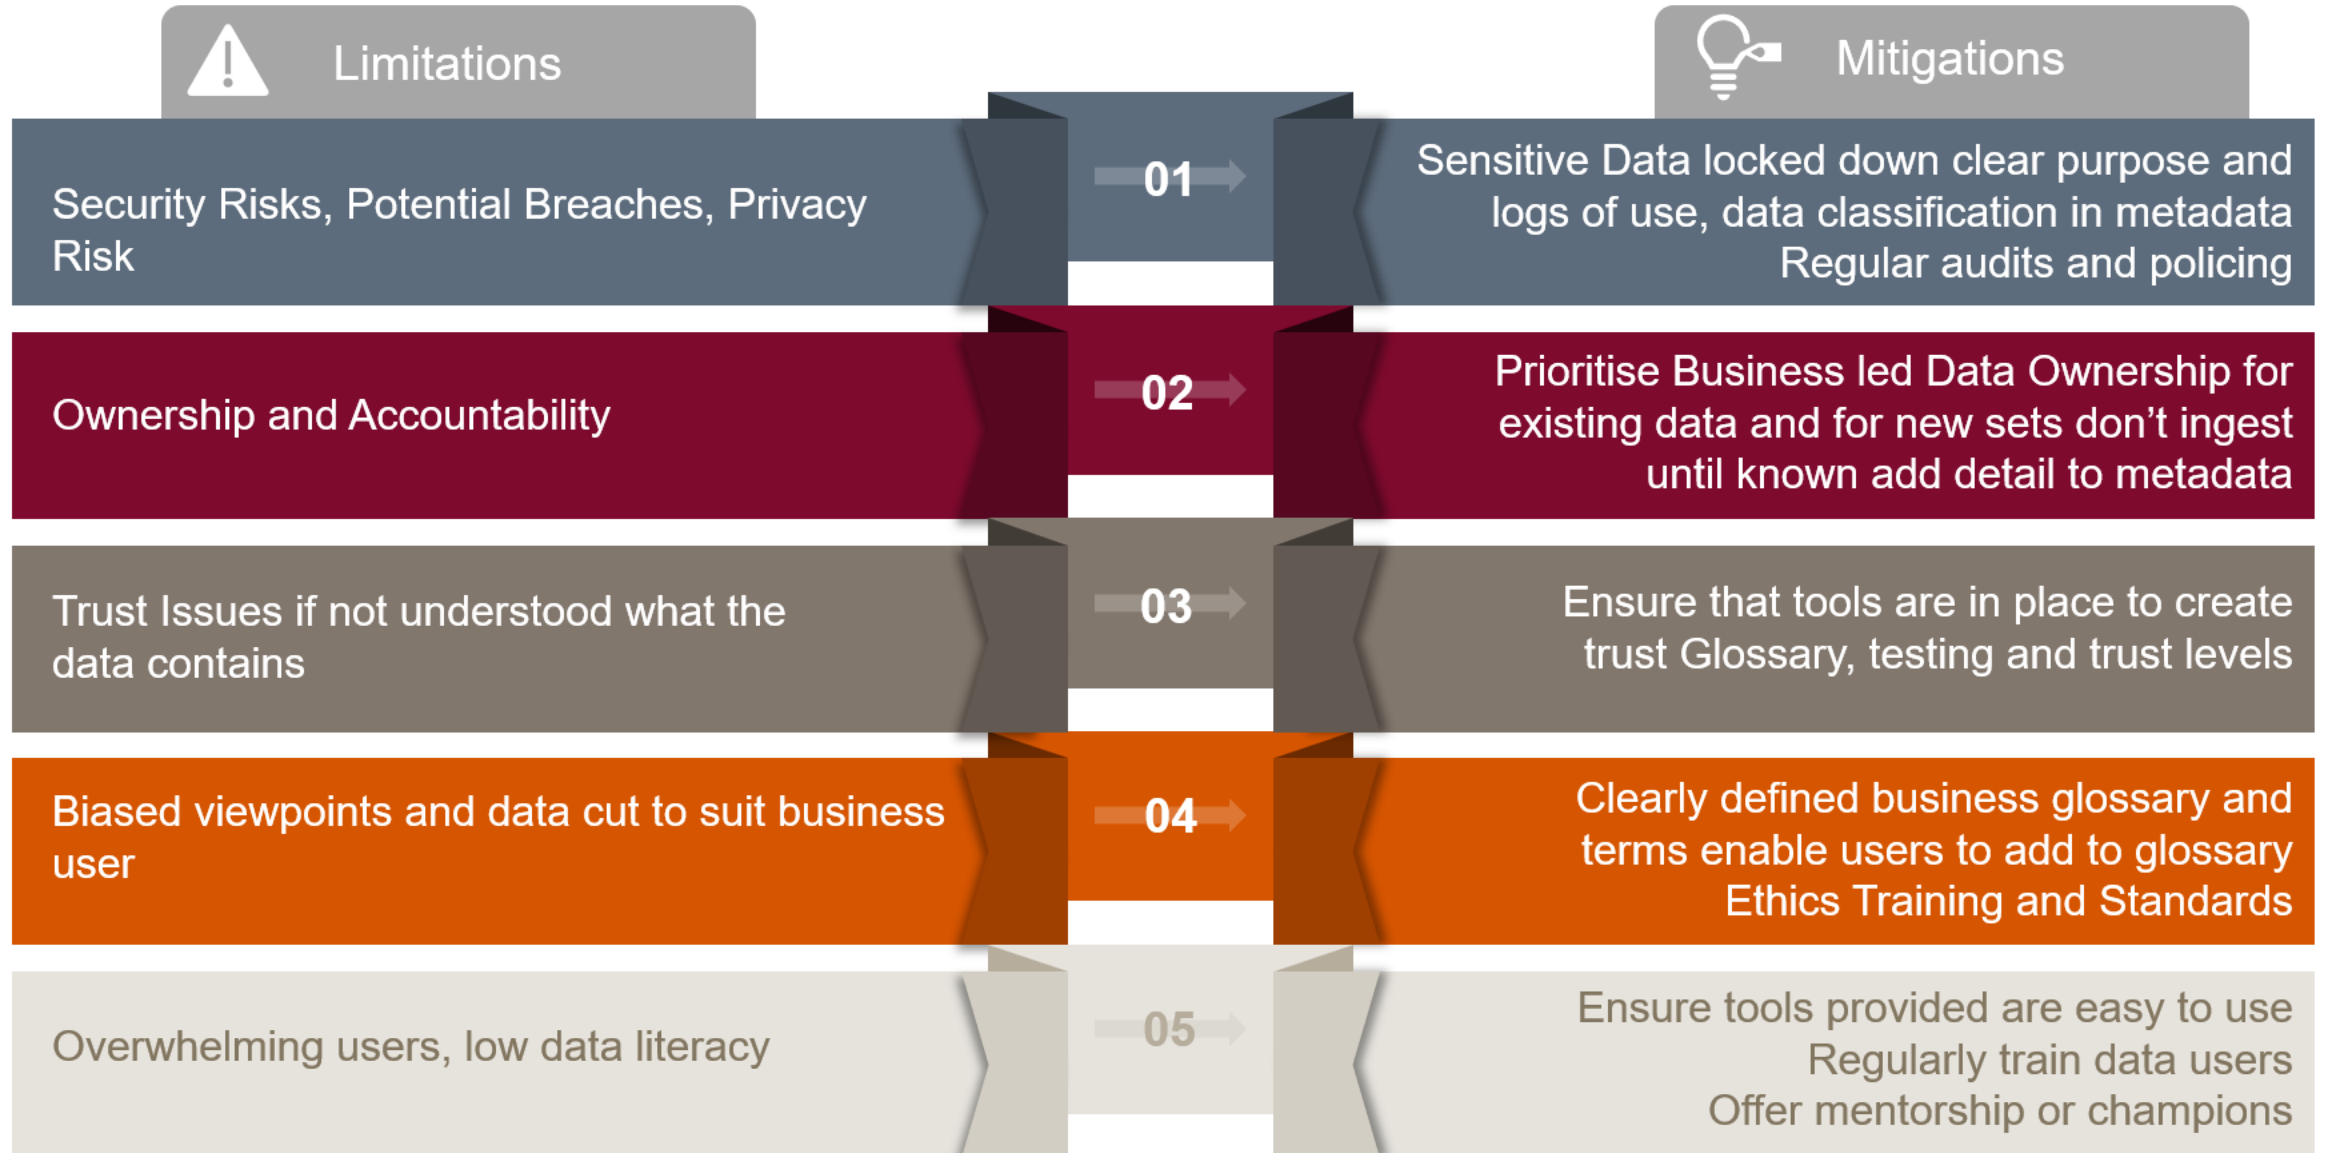 Limitations
Mitigations
Security Risks, Potential Breaches, Privacy
Risk
01
Sensitive Data locked down clear purpose and
logs of use, data classification in metadata
Regular audits and policing
Ownership and Accountability
02
Prioritise Business led Data Ownership for
existing data and for new sets don’t ingest
until known add detail to metadata
Trust Issues if not understood what the
data contains
03
Ensure that tools are in place to create
trust Glossary, testing and trust levels
Biased viewpoints and data cut to suit business
user
04
Clearly defined business glossary and
terms enable users to add to glossary
Ethics Training and Standards
Overwhelming users, low data literacy
05
Ensure tools provided are easy to use
Regularly train data users
Offer mentorship or champions